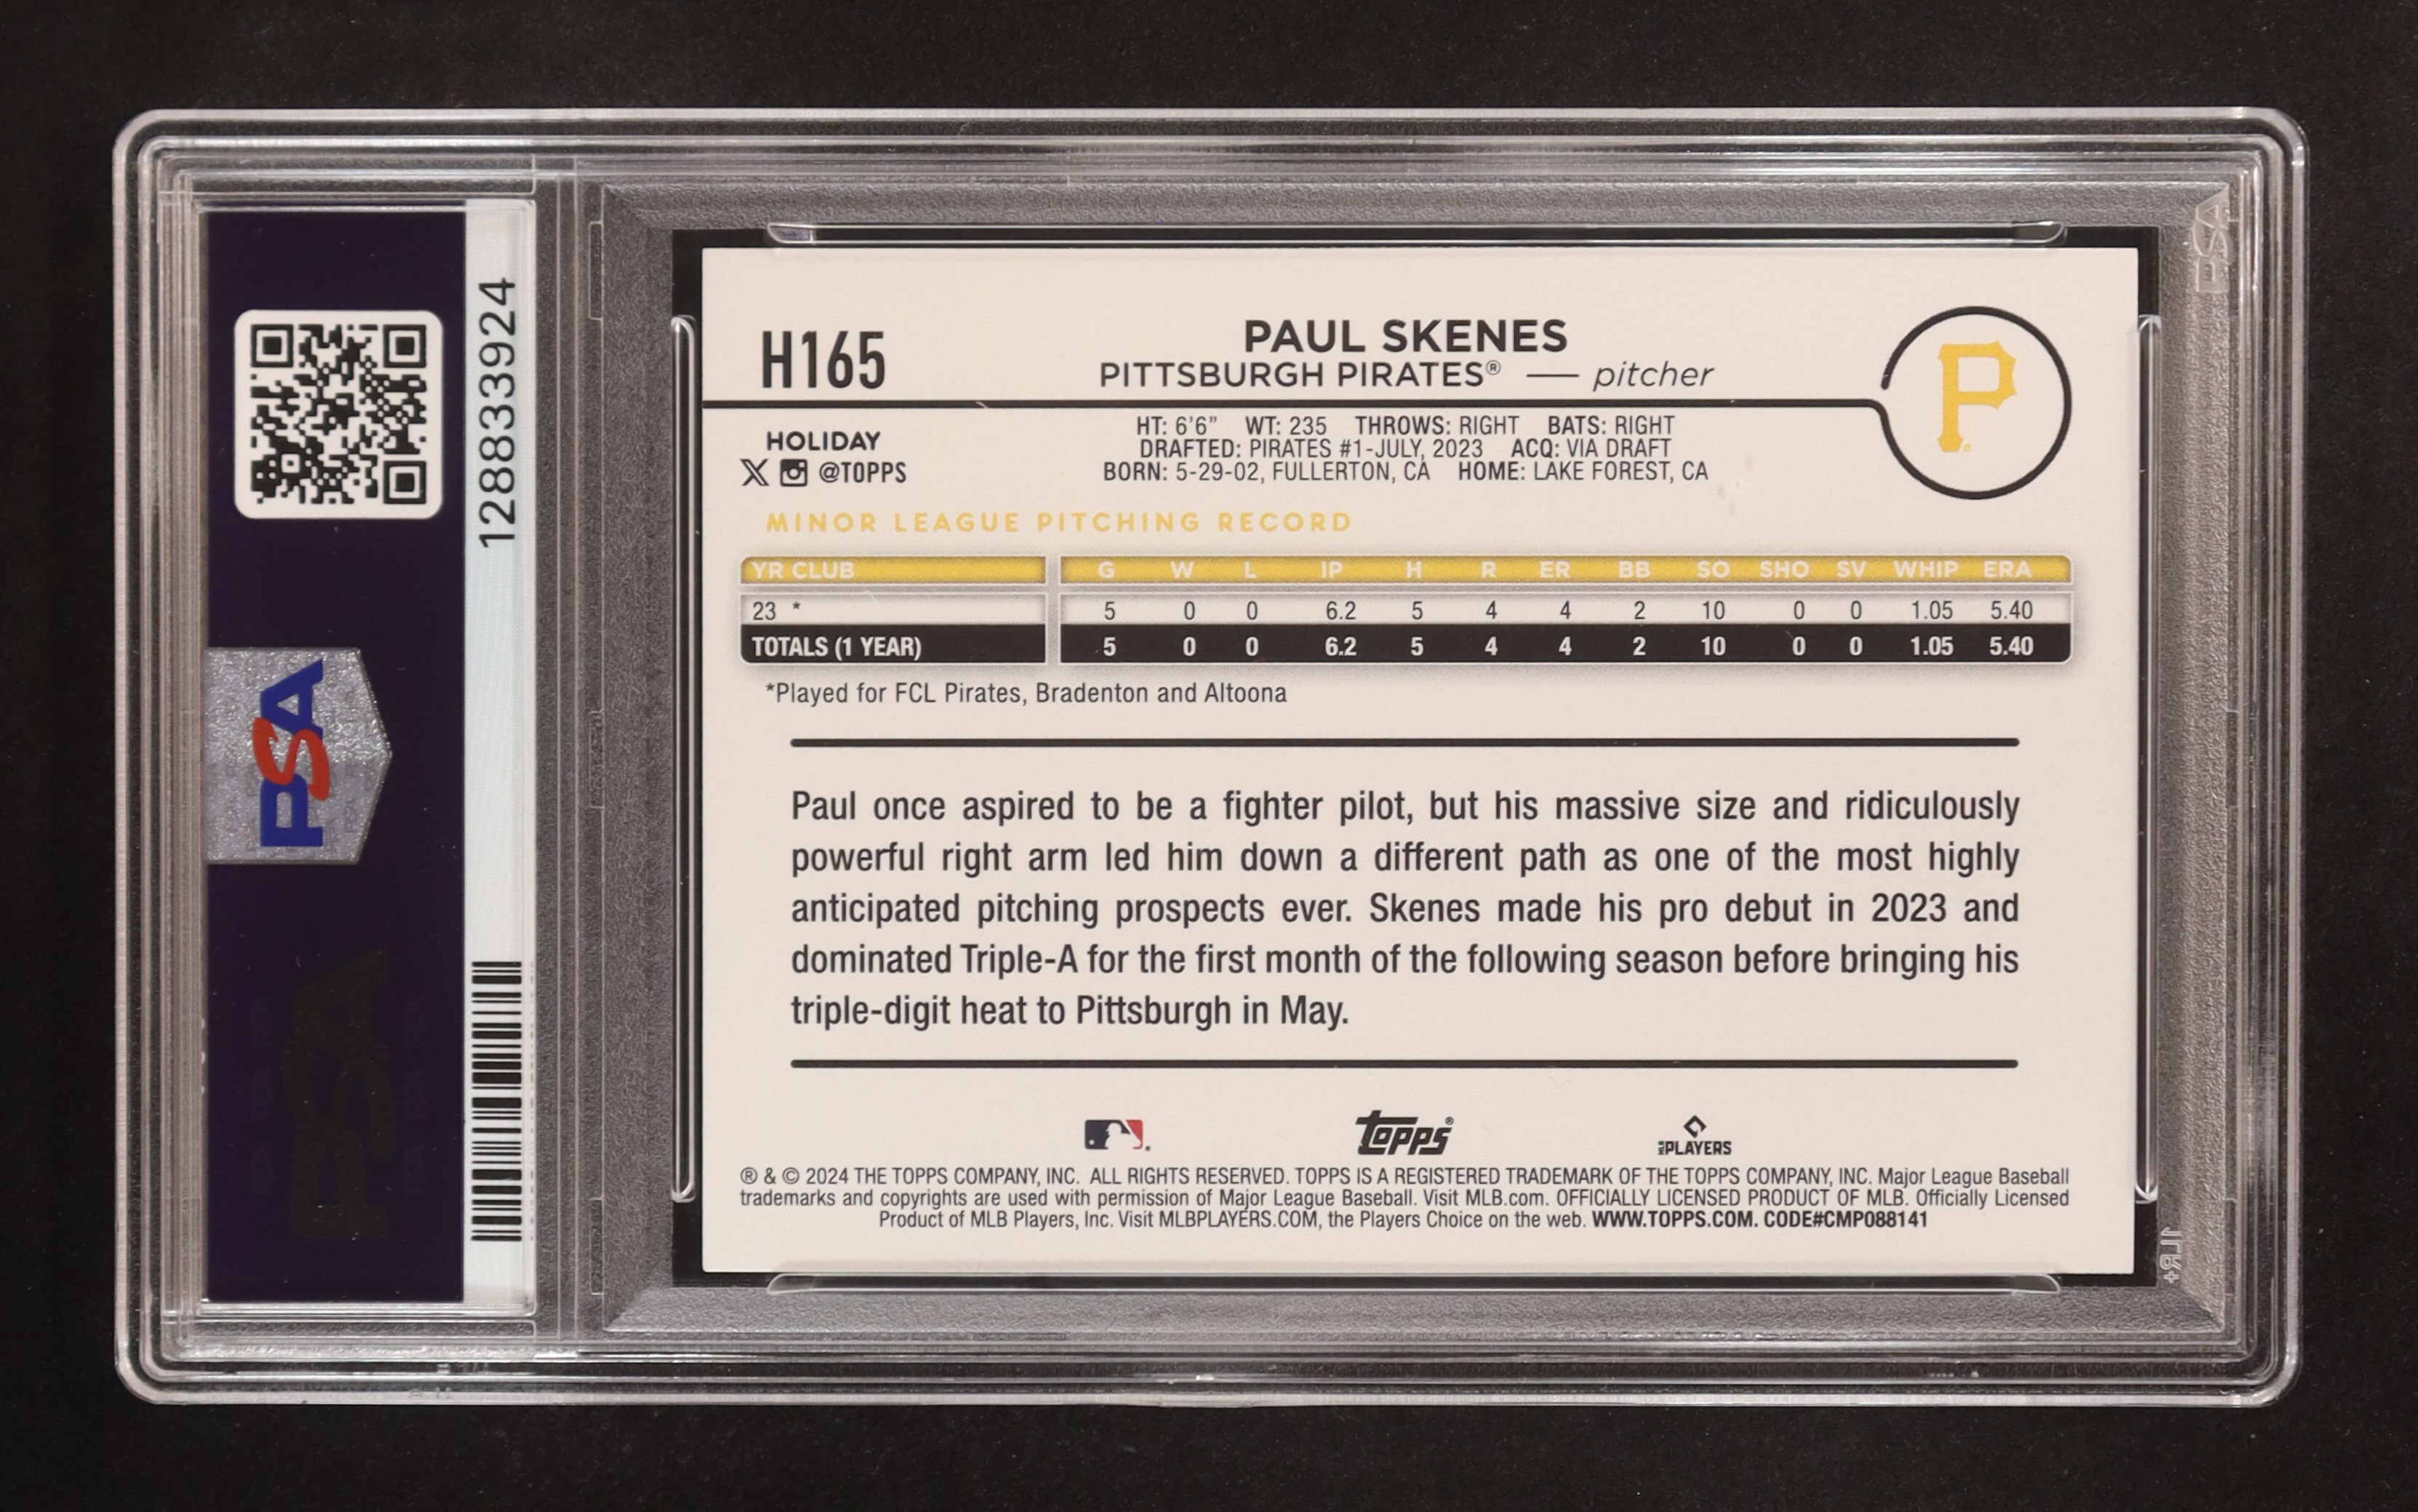 128833924
PSA
H165
PAUL SKENES
PITTSBURGH PIRATES® — pitcher
HOLIDAY
@TOPPS
HT: 6'6" WT: 235 THROWS: RIGHT BATS: RIGHT
DRAFTED: PIRATES #1-JULY, 2023 ACQ: VIA DRAFT
BORN: 5-29-02, FULLERTON, CA HOME: LAKE FOREST, CA
P
MINOR LEAGUE PITCHING RECORD
YR CLUB G W L IP H R ER BB SO SHO SV WHIP ERA
23 * 5 0 0 6.2 5 4 4 2 10 0 0 1.05 5.40
TOTALS (1 YEAR) 5 0 0 6.2 5 4 4 2 10 0 0 1.05 5.40
*Played for FCL Pirates, Bradenton and Altoona
Paul once aspired to be a fighter pilot, but his massive size and ridiculously
powerful right arm led him down a different path as one of the most highly
anticipated pitching prospects ever. Skenes made his pro debut in 2023 and
dominated Triple-A for the first month of the following season before bringing his
triple-digit heat to Pittsburgh in May.
Topps®
PLAYERS
® & © 2024 THE TOPPS COMPANY, INC. ALL RIGHTS RESERVED. TOPPS IS A REGISTERED TRADEMARK OF THE TOPPS COMPANY, INC. Major League Baseball
trademarks and copyrights are used with permission of Major League Baseball. Visit MLB.com. OFFICIALLY LICENSED PRODUCT OF MLB. Officially Licensed
Product of MLB Players, Inc. Visit MLBPLAYERS.COM, the Players Choice on the web. WWW.TOPPS.COM. CODE#CMP088141
PSA